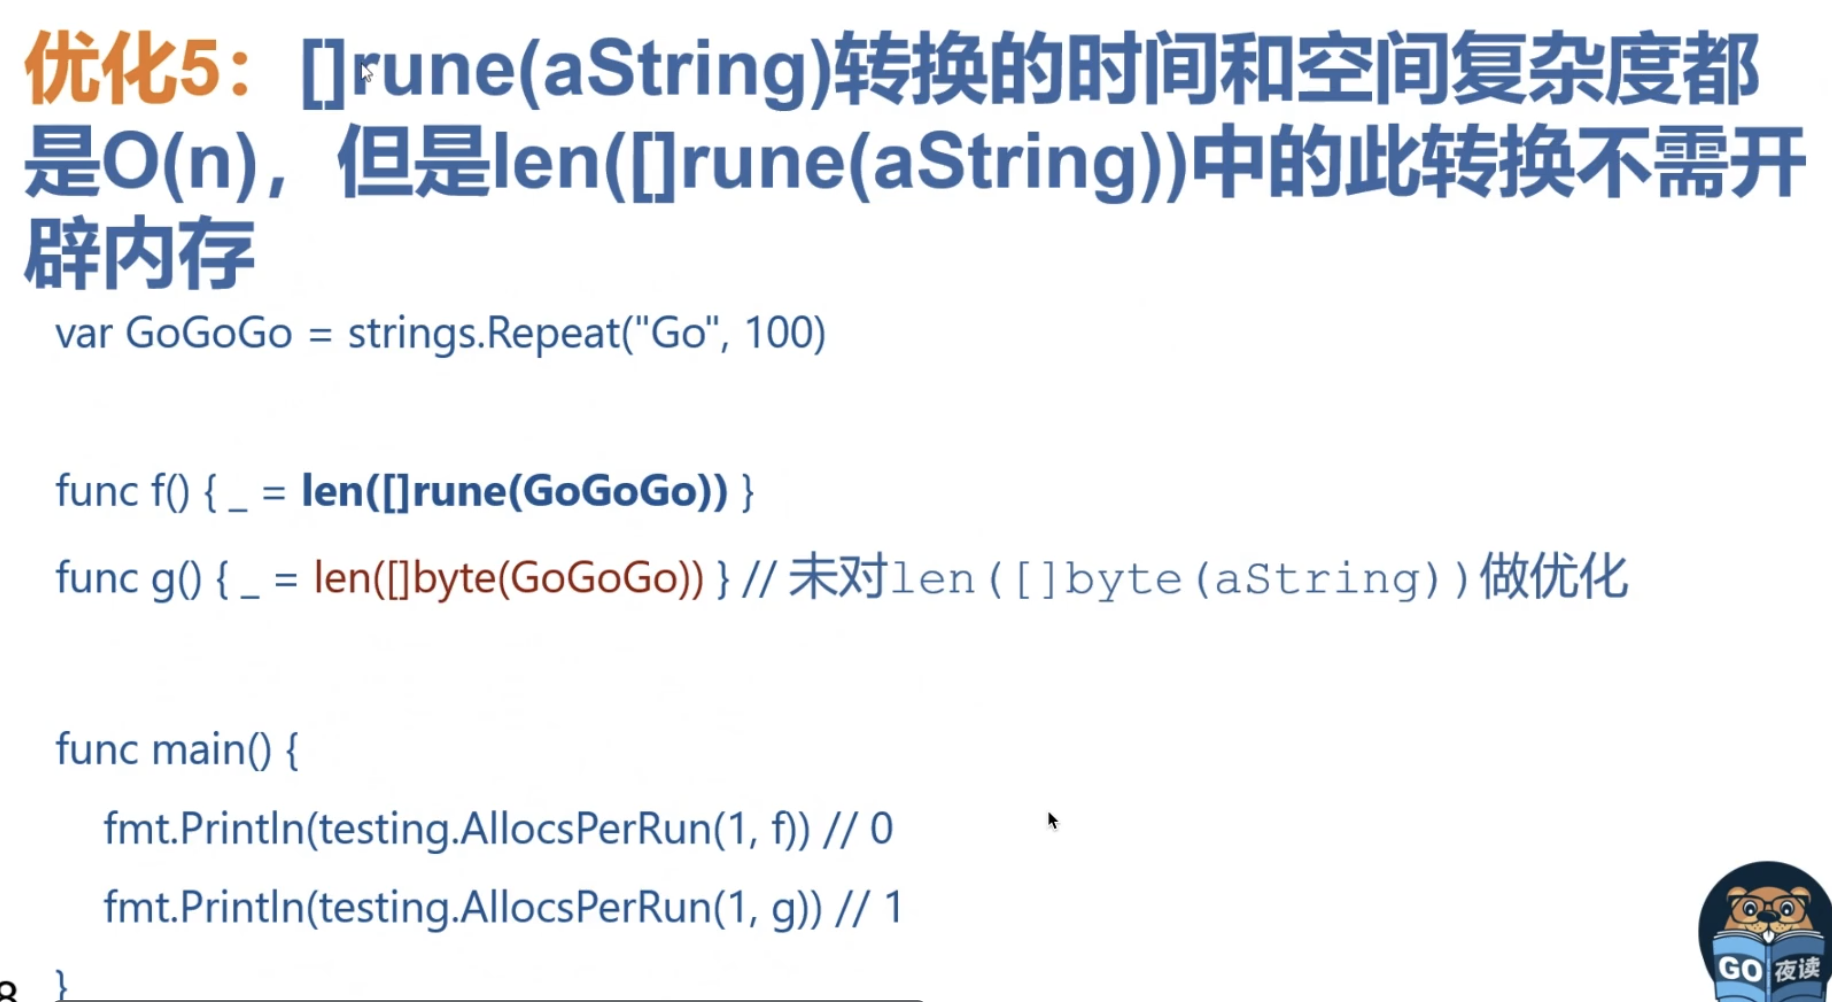 优化5：[]rune(aString)转换的时间和空间复杂度都
是O(n)，但是len([]rune(aString))中的此转换不需开
辟内存
var GoGoGo = strings.Repeat("Go", 100)
func f() { _ = len([]rune(GoGoGo)) }
func g() { _ = len([]byte(GoGoGo)) } // 未对len([]byte(aString))做优化
func main() {
fmt.Println(testing.AllocsPerRun(1, f)) // 0
fmt.Println(testing.AllocsPerRun(1, g)) // 1
}
GO 夜读